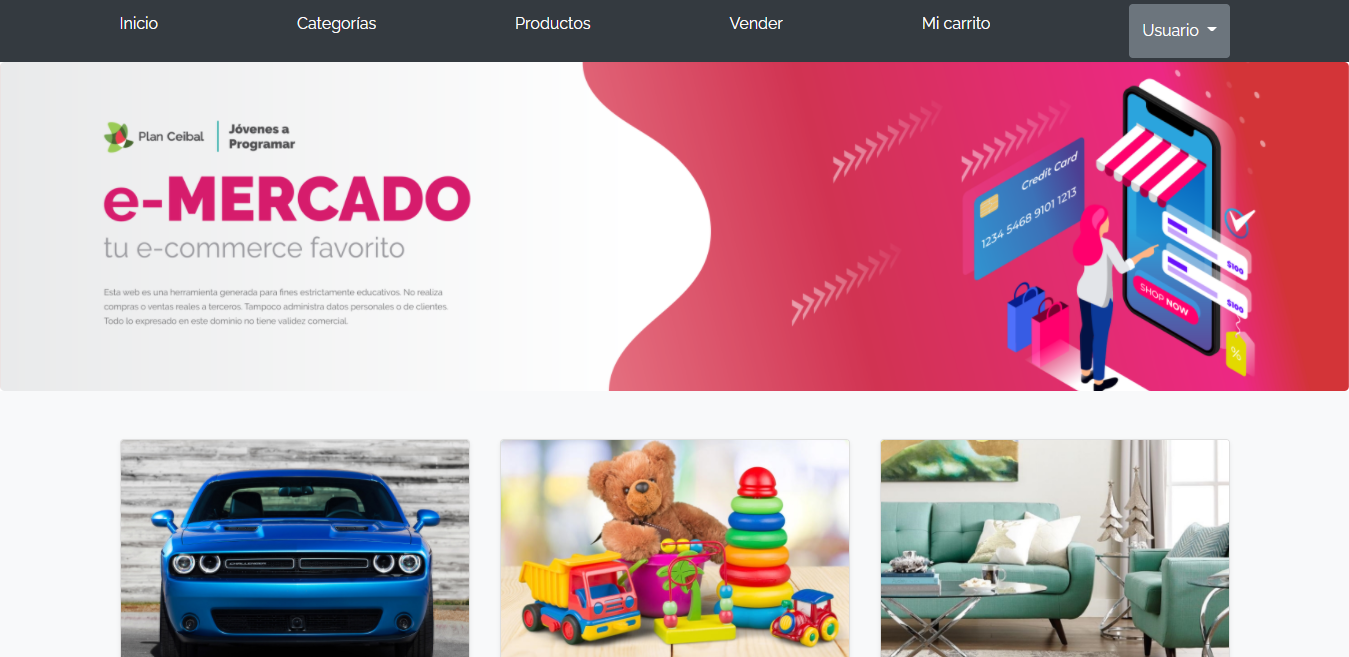 Inicio
Categorías
Productos
Vender
Mi carrito
Usuario
Plan Ceibal
Jóvenes a
Programar
e-MERCADO
tu e-commerce favorito
Esta web es una herramienta generada para fines estrictamente educativos. No realiza
compras o ventas reales a terceros. Tampoco administra datos personales o de clientes.
Todo lo expresado en este dominio no tiene validez comercial.
Credit Card
1234 5468 9101 1213
$100
$100
SHOP NOW
%